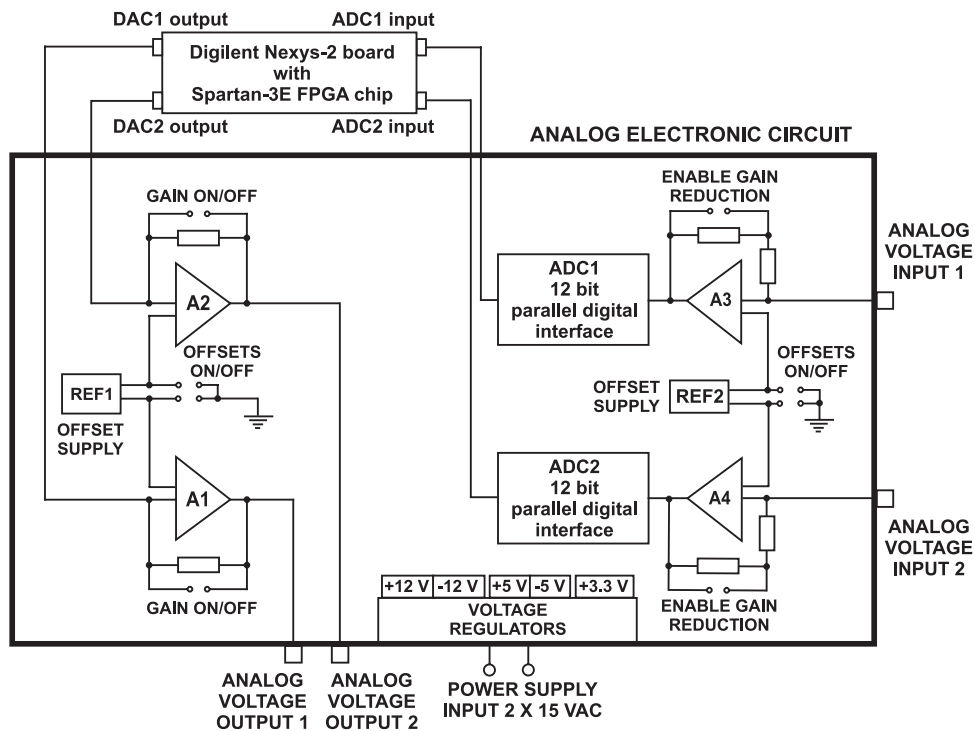 DAC1 output
ADC1 input
Digilent Nexys-2 board
with
Spartan-3E FPGA chip
DAC2 output
ADC2 input
ANALOG ELECTRONIC CIRCUIT
GAIN ON/OFF
ENABLE GAIN
REDUCTION
ANALOG
VOLTAGE
INPUT 1
A2
ADC1
12 bit
parallel digital
interface
A3
OFFSETS
ON/OFF
REF1
OFFSET
SUPPLY
OFFSETS
ON/OFF
OFFSET
SUPPLY
REF2
A1
ADC2
12 bit
parallel digital
interface
A4
ANALOG
VOLTAGE
INPUT 2
GAIN ON/OFF
+12 V -12 V +5 V -5 V +3.3 V
VOLTAGE
REGULATORS
ENABLE GAIN
REDUCTION
ANALOG
VOLTAGE
OUTPUT 1
ANALOG
VOLTAGE
OUTPUT 2
POWER SUPPLY
INPUT 2 X 15 VAC